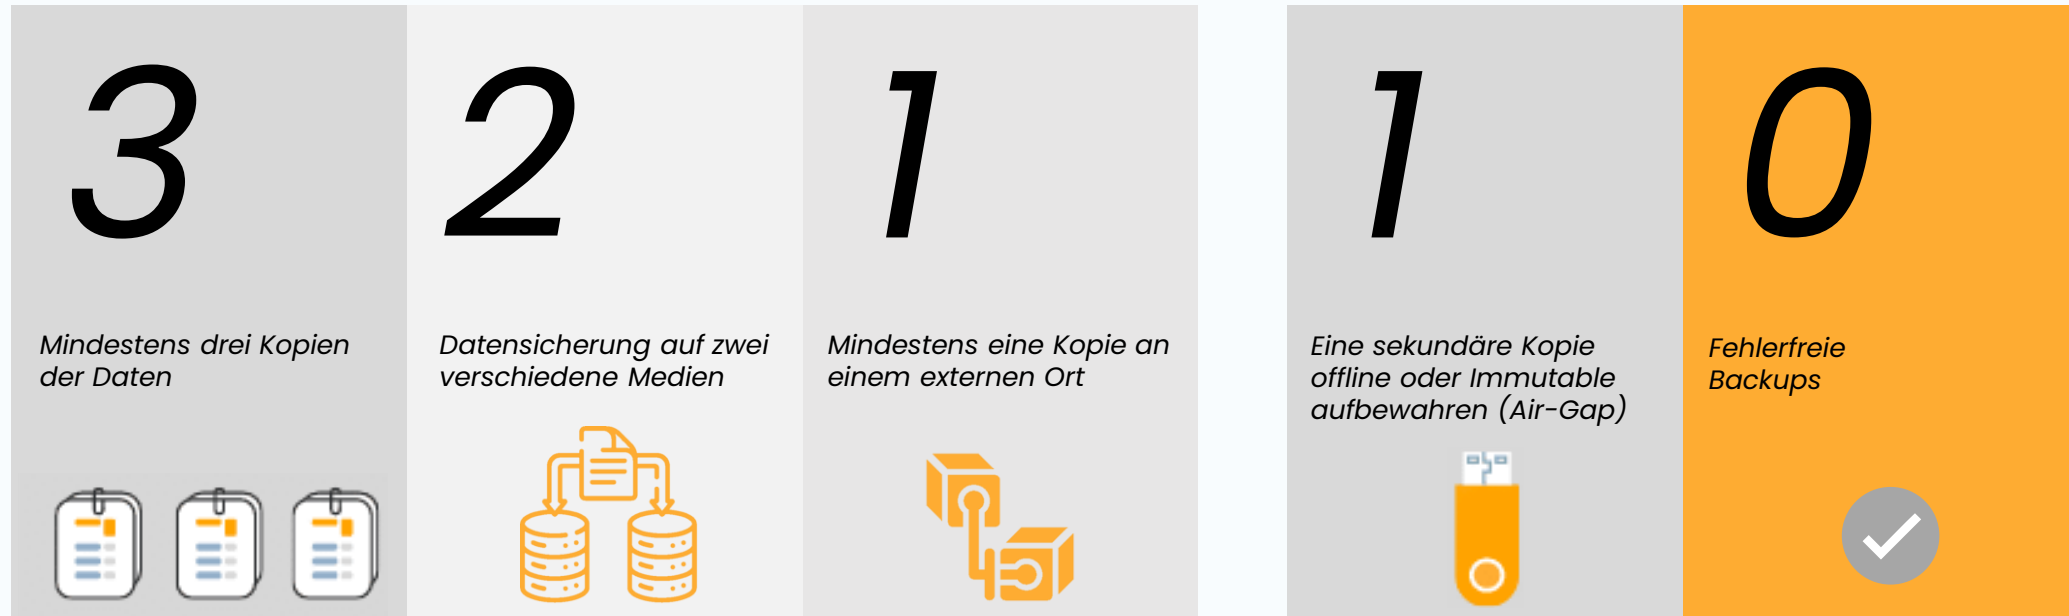 3
Mindestens drei Kopien
der Daten
2
Datensicherung auf zwei
verschiedene Medien
1
Mindestens eine Kopie an
einem externen Ort
1
Eine sekundäre Kopie
offline oder Immutable
aufbewahren (Air-Gap)
0
Fehlerfreie
Backups